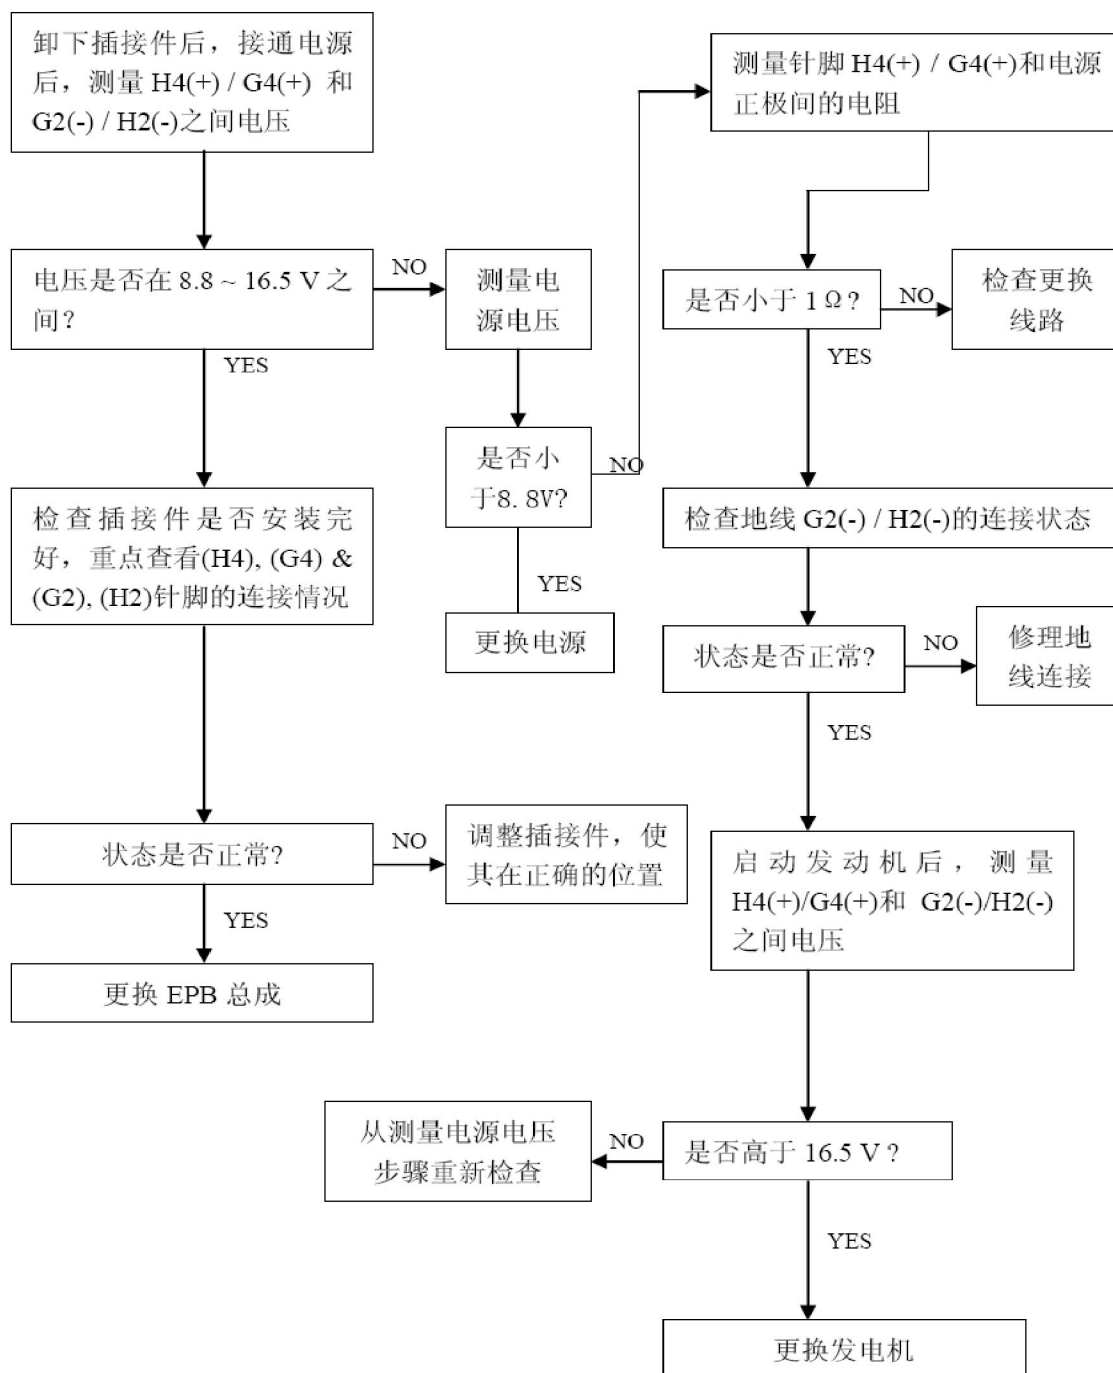 卸下插接件后，接通电源
后，测量 H4(+) / G4(+) 和
G2(-) / H2(-)之间电压
电压是否在 8.8 ~ 16.5 V 之
间？
NO
测量电
源电压
YES
是否小
于8.8V?
NO
YES
更换电源
检查插接件是否安装完
好，重点查看(H4), (G4) &
(G2), (H2)针脚的连接情况
状态是否正常?
NO
调整插接件，使
其在正确的位置
YES
更换 EPB 总成
测量针脚 H4(+) / G4(+)和电源
正极间的电阻
是否小于 1 Ω ?
NO
检查更换
线路
YES
检查地线 G2(-) / H2(-)的连接状态
状态是否正常?
NO
修理地
线连接
YES
启动发动机后，测量
H4(+)/G4(+)和 G2(-)/H2(-)
之间电压
是否高于 16.5 V ?
NO
从测量电源电压
步骤重新检查
YES
更换发电机